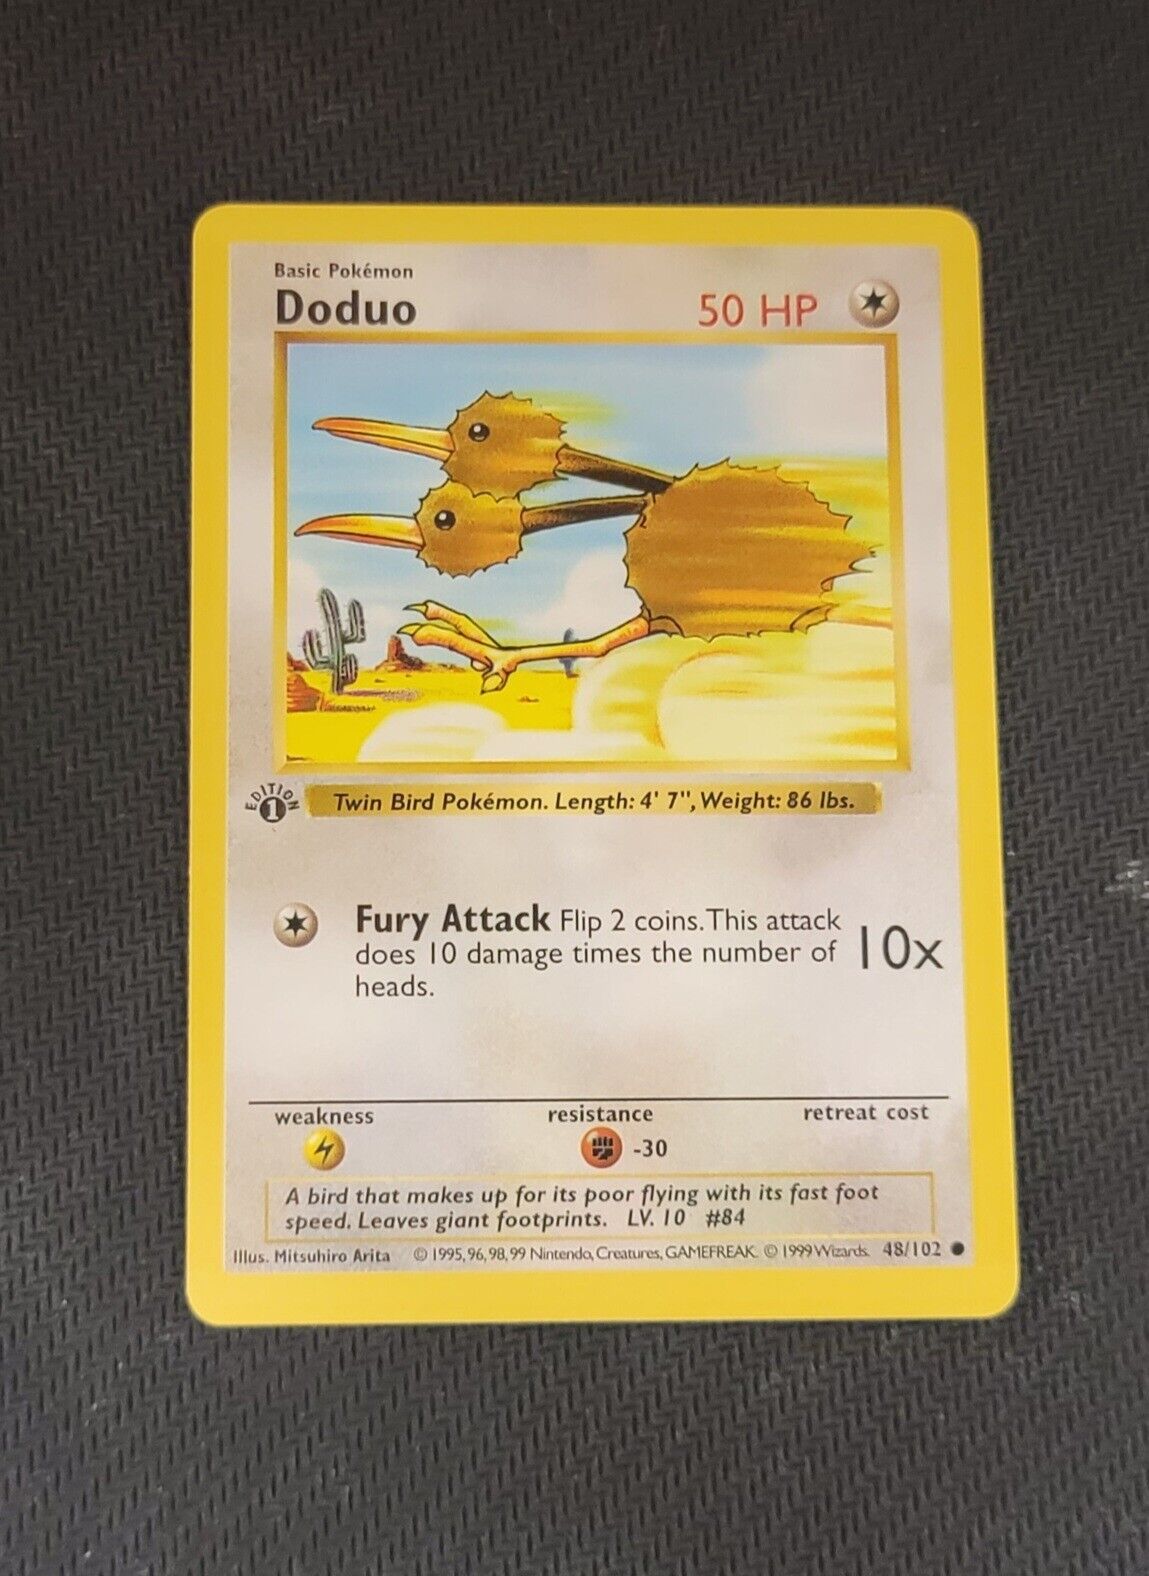 Basic Pokémon
Doduo
50 HP
EDITION
1
Twin Bird Pokémon. Length: 4' 7", Weight: 86 lbs.
Fury Attack Flip 2 coins. This attack
does 10 damage times the number of
heads.
10x
weakness
resistance
retreat cost
-30
A bird that makes up for its poor flying with its fast foot
speed. Leaves giant footprints. LV. 10 #84
Illus. Mitsuhiro Arita © 1995, 96, 98, 99 Nintendo, Creatures, GAMEFREAK. © 1999 Wizards. 48/102